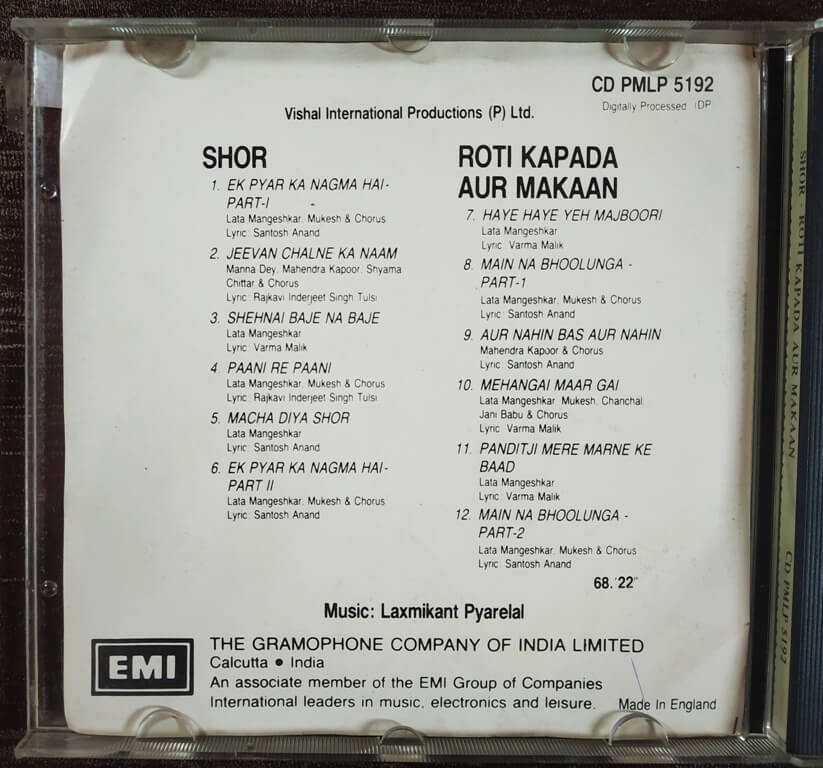 CD PMLP 5192
Digitally Processed IDP
Vishal International Productions (P) Ltd.
SHOR
1. EK PYAR KA NAGMA HAI-
PART-I
Lata Mangeshkar, Mukesh & Chorus
Lyric: Santosh Anand
2. JEEVAN CHALNE KA NAAM
Manna Dey, Mahendra Kapoor, Shyama
Chittar & Chorus
Lyric: Rajkavi Inderjeet Singh Tulsi
3. SHEHNAI BAJE NA BAJE
Lata Mangeshkar
Lyric: Varma Malik
4. PAANI RE PAANI
Lata Mangeshkar, Mukesh & Chorus
Lyric: Rajkavi Inderjeet Singh Tulsi
5. MACHA DIYA SHOR
Lata Mangeshkar
Lyric: Santosh Anand
6. EK PYAR KA NAGMA HAI-
PART II
Lata Mangeshkar, Mukesh & Chorus
Lyric: Santosh Anand
ROTI KAPADA
AUR MAKAAN
7. HAYE HAYE YEH MAJBOORI
Lata Mangeshkar
Lyric: Varma Malik
8. MAIN NA BHOOLUNGA -
PART-1
Lata Mangeshkar, Mukesh & Chorus
Lyric: Santosh Anand
9. AUR NAHIN BAS AUR NAHIN
Mahendra Kapoor & Chorus
Lyric: Santosh Anand
10. MEHANGAI MAAR GAI
Lata Mangeshkar Mukesh, Chanchal
Jani Babu & Chorus
Lyric: Varma Malik
11. PANDITJI MERE MARNE KE
BAAD
Lata Mangeshkar
Lyric: Varma Malik
12. MAIN NA BHOOLUNGA -
PART-2
Lata Mangeshkar, Mukesh & Chorus
Lyric: Santosh Anand
68.'22"
Music: Laxmikant Pyarelal
EMI
THE GRAMOPHONE COMPANY OF INDIA LIMITED
Calcutta ● India
An associate member of the EMI Group of Companies
International leaders in music, electronics and leisure.
Made In England
SHOR - ROTI KAPADA AUR MAKAAN
CD PMLP 5192